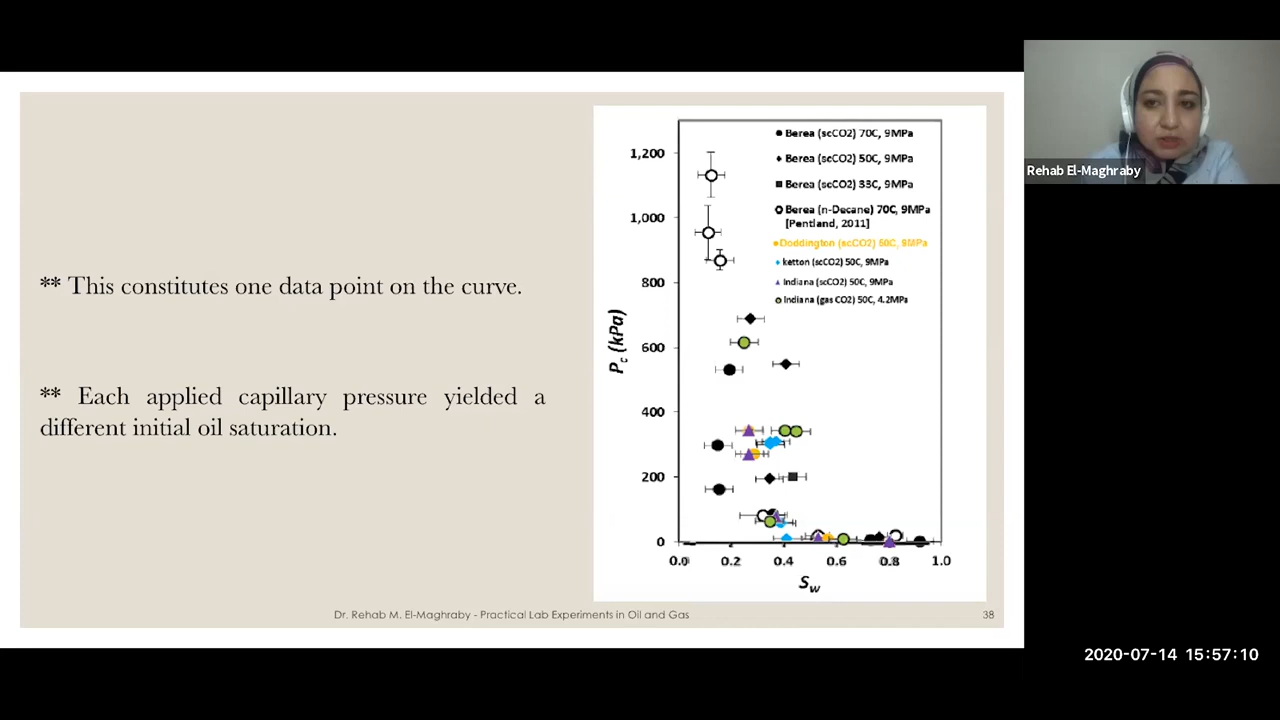 ** This constitutes one data point on the curve.
** Each applied capillary pressure yielded a
different initial oil saturation.
Berea (scCO2) 70C, 9MPa
Berea (scCO2) 50C, 9MPa
Berea (scCO2) 33C, 9MPa
Berea (n-Decane) 70C, 9MPa
[Pentland, 2011]
Doddington (scCO2) 50C, 9MPa
ketton (scCO2) 50C, 9MPa
Indiana (scCO2) 50C, 9MPa
Indiana (gas CO2) 50C, 4.2MPa
1,200
1,000
800
600
400
200
0
Pc (kPa)
0.0 0.2 0.4 0.6 0.8 1.0
Sw
Dr. Rehab M. El-Maghraby - Practical Lab Experiments in Oil and Gas
38
Rehab El-Maghraby
2020-07-14 15:57:10